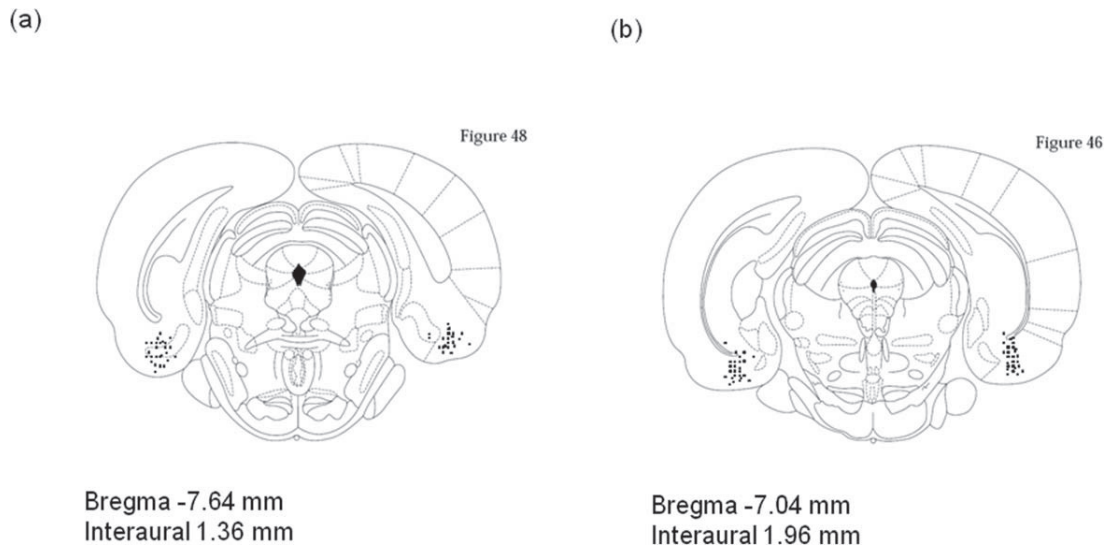 (a)
(b)
Figure 48
Figure 46
Bregma -7.64 mm
Interaural 1.36 mm
Bregma -7.04 mm
Interaural 1.96 mm